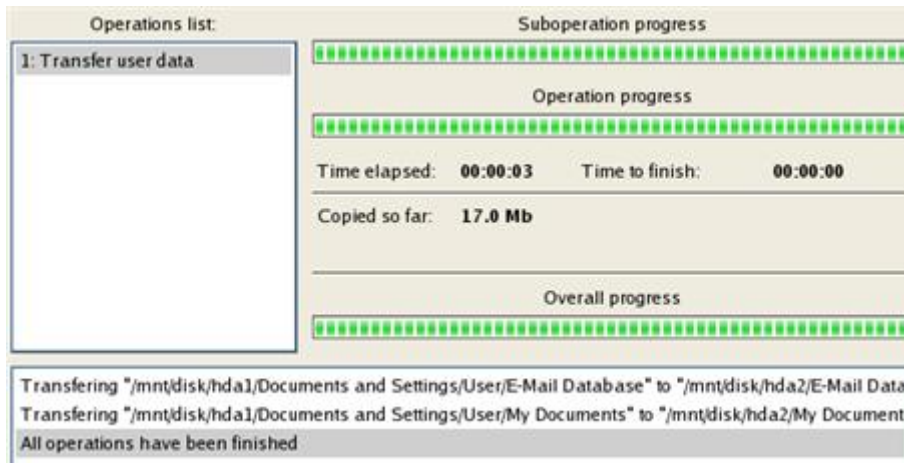 Operations list:
1: Transfer user data
Suboperation progress
Operation progress
Time elapsed: 00:00:03 Time to finish: 00:00:00
Copied so far: 17.0 Mb
Overall progress
Transfering "/mnt/disk/hda1/Documents and Settings/User/E-Mail Database" to "/mnt/disk/hda2/E-Mail Data
Transfering "/mnt/disk/hda1/Documents and Settings/User/My Documents" to "/mnt/disk/hda2/My Document
All operations have been finished